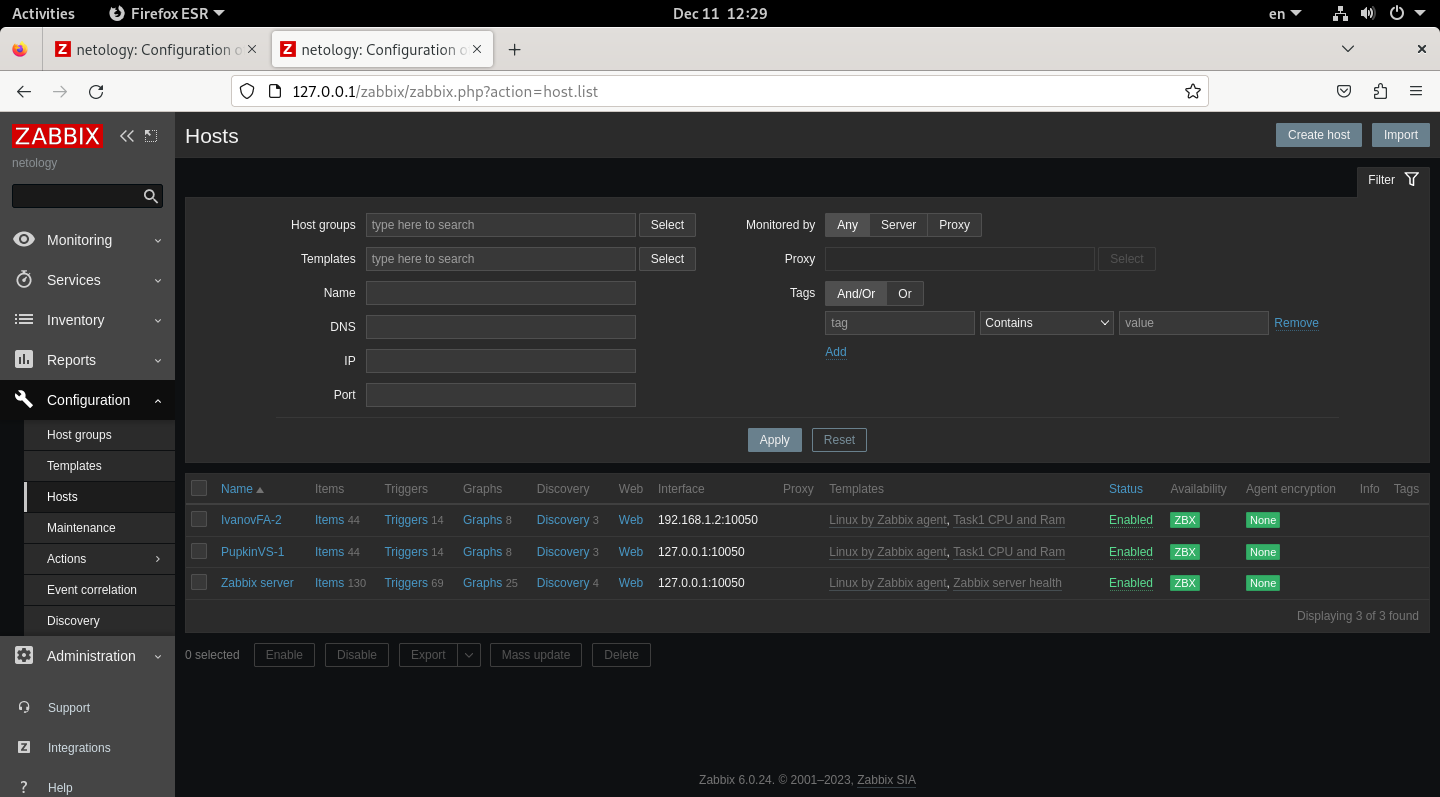 Activities Firefox ESR Dec 11 12:29 en
netology: Configuration o netology: Configuration o
127.0.0.1/zabbix/zabbix.php?action=host.list
ZABBIX
netology
Monitoring
Services
Inventory
Reports
Configuration
Host groups
Templates
Hosts
Maintenance
Actions
Event correlation
Discovery
Administration
Support
Integrations
Help
Hosts Create host Import
Filter
Host groups type here to search Select Monitored by Any Server Proxy
Templates type here to search Select Proxy Select
Name Tags And/Or Or
DNS tag Contains value Remove
IP Add
Port
Apply Reset
Name Items Triggers Graphs Discovery Web Interface Proxy Templates Status Availability Agent encryption Info Tags
IvanovFA-2 Items 44 Triggers 14 Graphs 8 Discovery 3 Web 192.168.1.2:10050 Linux by Zabbix agent, Task1 CPU and Ram Enabled ZBX None
PupkinVS-1 Items 44 Triggers 14 Graphs 8 Discovery 3 Web 127.0.0.1:10050 Linux by Zabbix agent, Task1 CPU and Ram Enabled ZBX None
Zabbix server Items 130 Triggers 69 Graphs 25 Discovery 4 Web 127.0.0.1:10050 Linux by Zabbix agent, Zabbix server health Enabled ZBX None
Displaying 3 of 3 found
0 selected Enable Disable Export Mass update Delete
Zabbix 6.0.24. © 2001–2023, Zabbix SIA